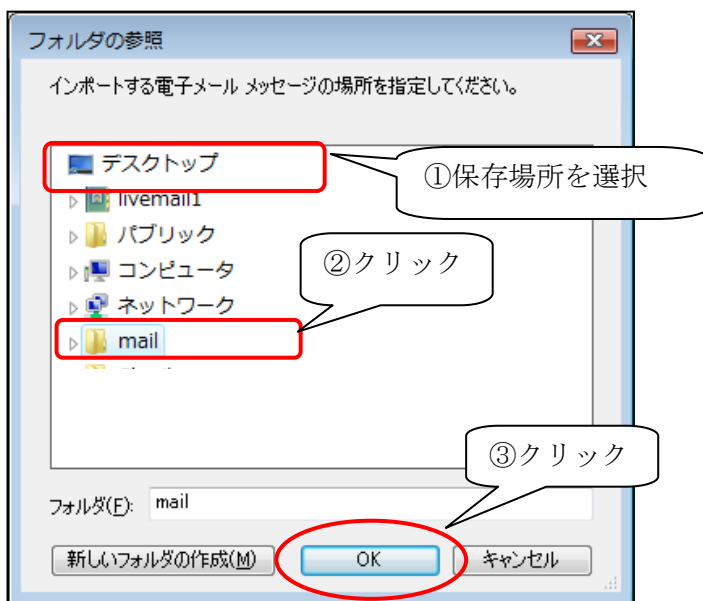 フォルダの参照
インポートする電子メール メッセージの場所を指定してください。
デスクトップ
①保存場所を選択
livemail1
パブリック
②クリック
コンピュータ
ネットワーク
mail
③クリック
フォルダ(F): mail
新しいフォルダの作成(M) OK キャンセル